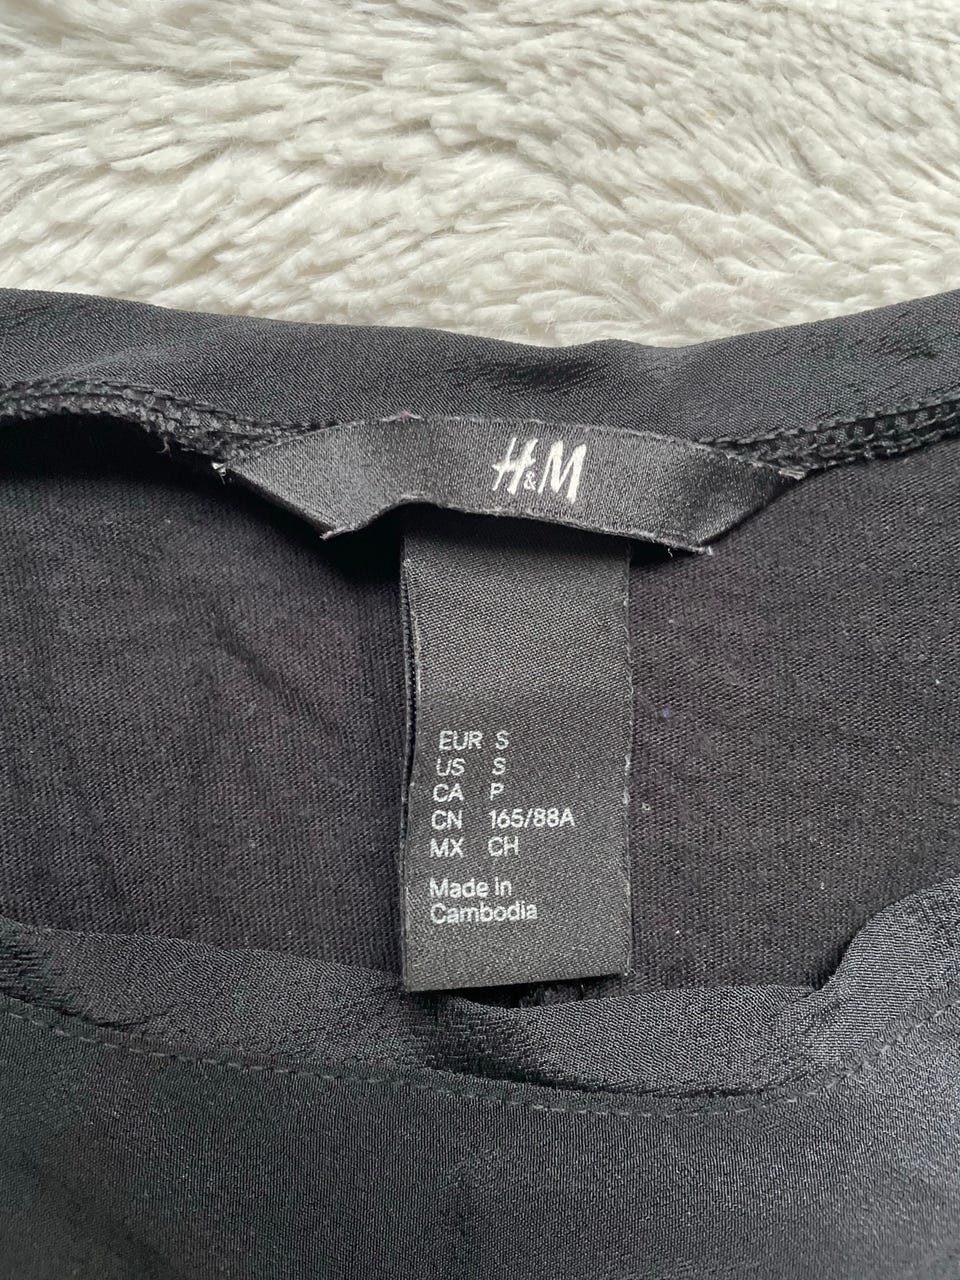 H&M
EUR S
US S
CA P
CN 165/88A
MX CH
Made in
Cambodia